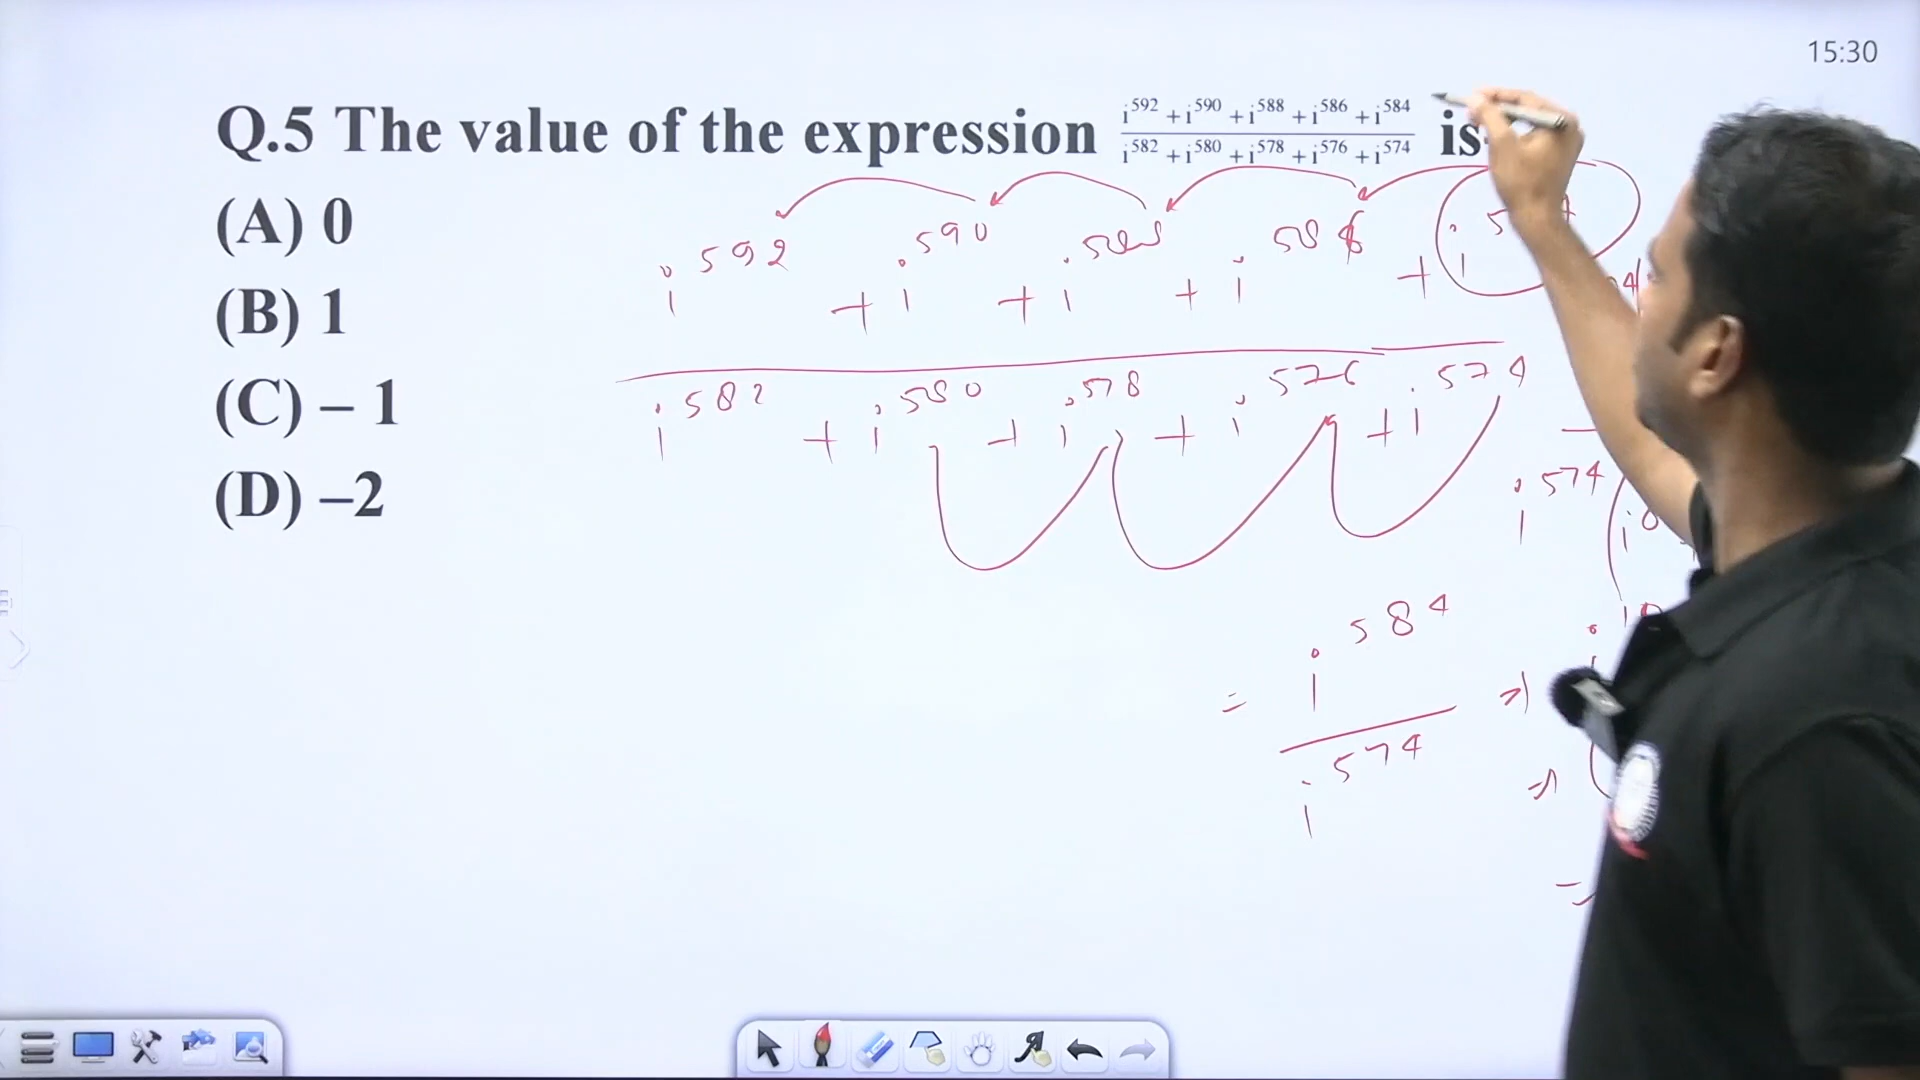 15:30
Q.5 The value of the expression (i^592 + i^590 + i^588 + i^586 + i^584) / (i^582 + i^580 + i^578 + i^576 + i^574) is
(A) 0
(B) 1
(C) – 1
(D) –2
i^592 + i^590 + i^588 + i^586 +
i^582 + i^580 + i^578 + i^576 + i^574
i^574
= i^584 / i^574 ⇒
⇒